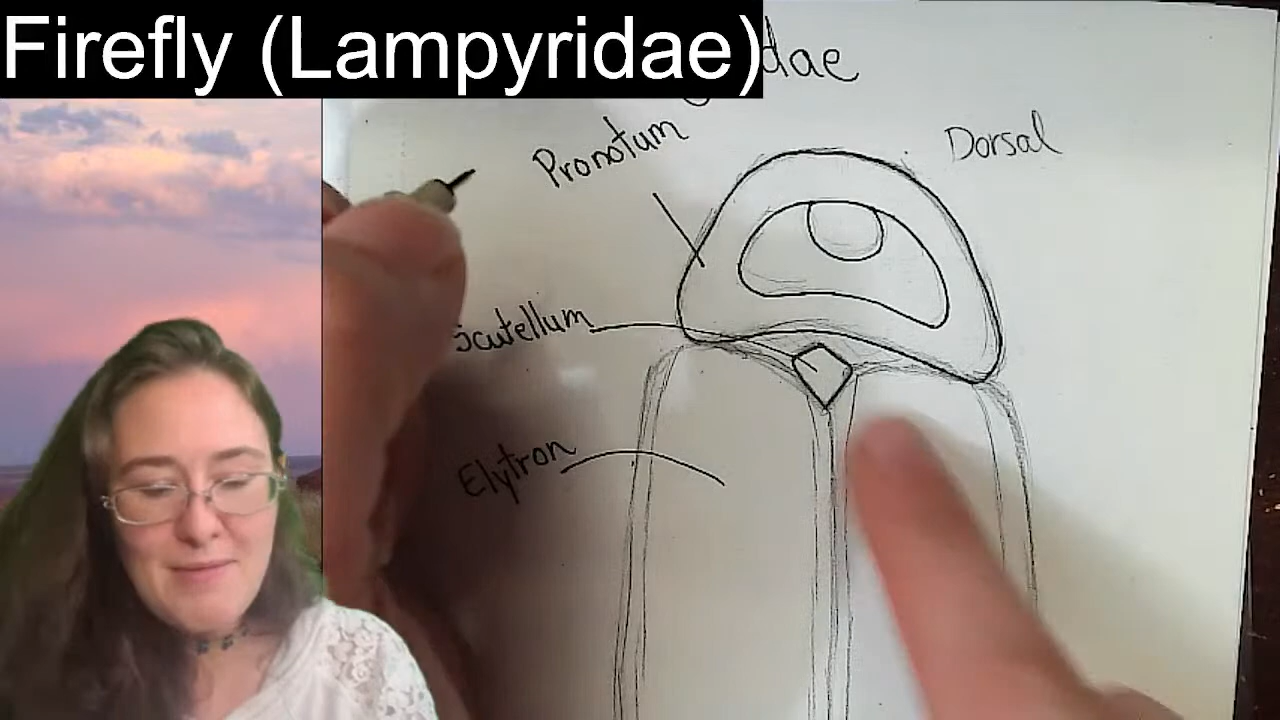 Firefly (Lampyridae)
dae
Pronotum
Dorsal
scutellum
Elytron